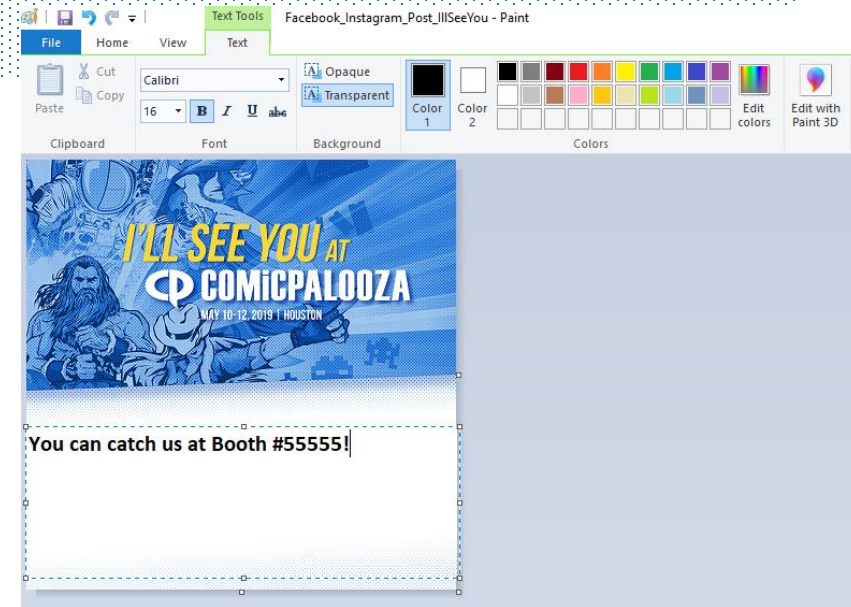 Text Tools
Facebook_Instagram_Post_IllSeeYou - Paint
File Home View Text
Paste
Cut
Copy
Clipboard
Calibri
16 B I U abc
Font
Opaque
Transparent
Background
Color 1
Color 2
Edit colors
Colors
Edit with Paint 3D
I'LL SEE YOU AT
CP COMiCPALOOZA
MAY 10-12, 2019 | HOUSTON
You can catch us at Booth #55555!